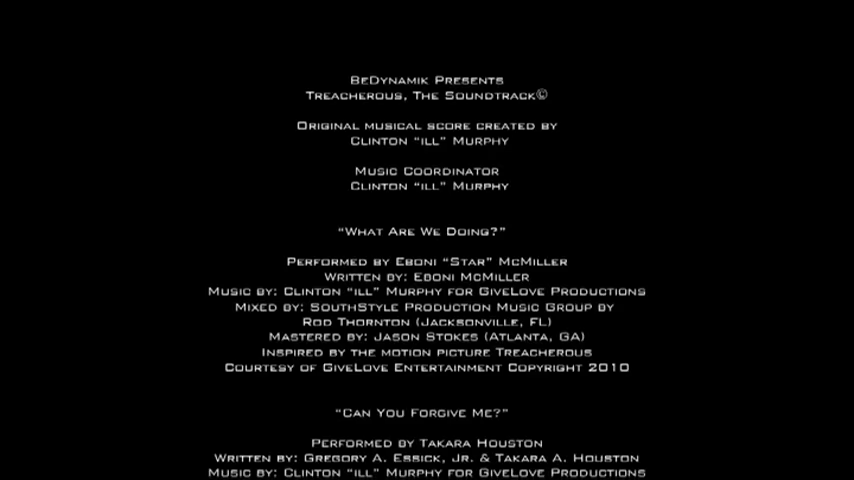 BeDynamik Presents
Treacherous, The Soundtrack©
Original musical score created by
Clinton "ill" Murphy
Music Coordinator
Clinton "ill" Murphy
"What Are We Doing?"
Performed by Eboni "Star" McMiller
Written by: Eboni McMiller
Music by: Clinton "ill" Murphy for GiveLove Productions
Mixed by: SouthStyle Production Music Group by
Rod Thornton (Jacksonville, FL)
Mastered by: Jason Stokes (Atlanta, GA)
Inspired by the motion picture Treacherous
Courtesy of GiveLove Entertainment Copyright 2010
"Can You Forgive Me?"
Performed by Takara Houston
Written by: Gregory A. Essick, Jr. & Takara A. Houston
Music by: Clinton "ill" Murphy for GiveLove Productions